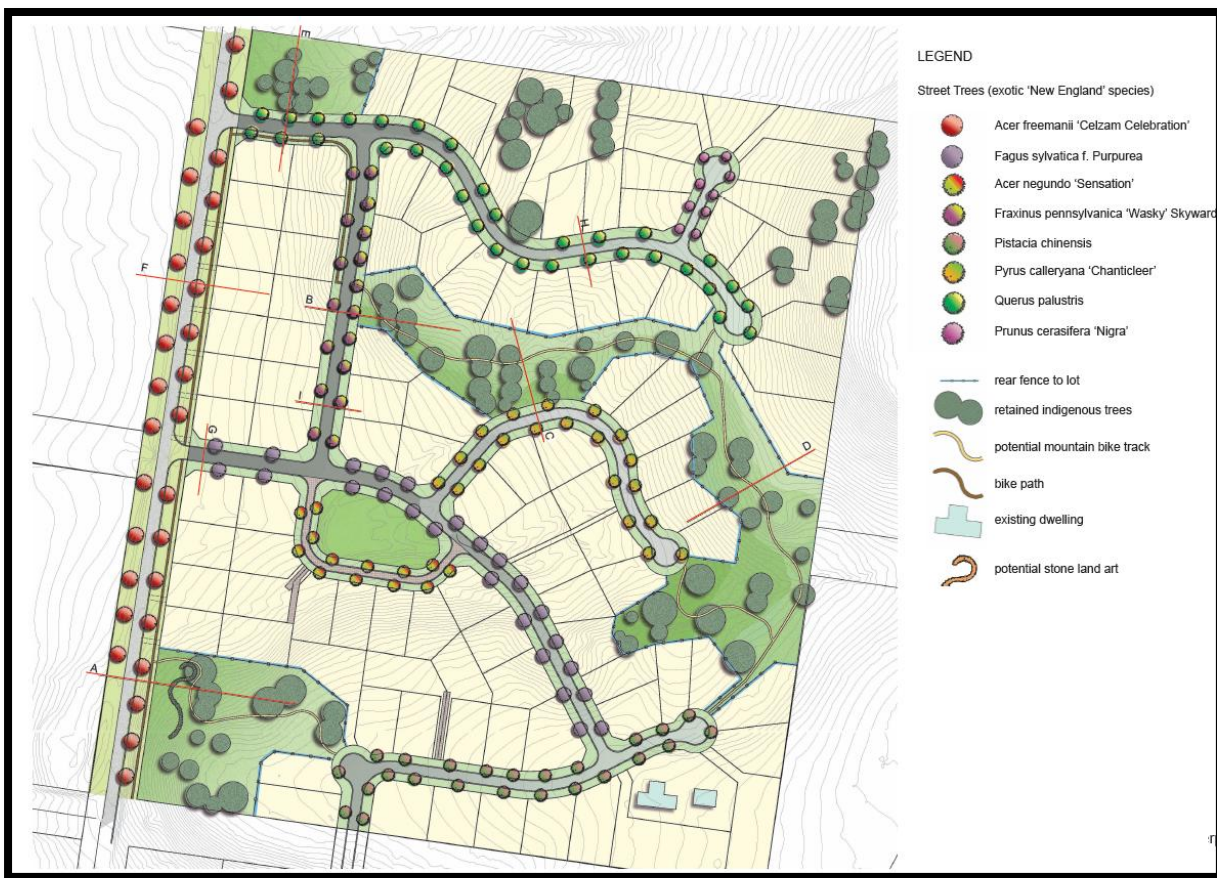 LEGEND
Street Trees (exotic 'New England' species)
Acer freemanii 'Celzam Celebration'
Fagus sylvatica f. Purpurea
Acer negundo 'Sensation'
Fraxinus pennsylvanica 'Wasky' Skyward
Pistacia chinensis
Pyrus calleryana 'Chanticleer'
Querus palustris
Prunus cerasifera 'Nigra'
rear fence to lot
retained indigenous trees
potential mountain bike track
bike path
existing dwelling
potential stone land art
E
F
H
B
I
C
G
D
A